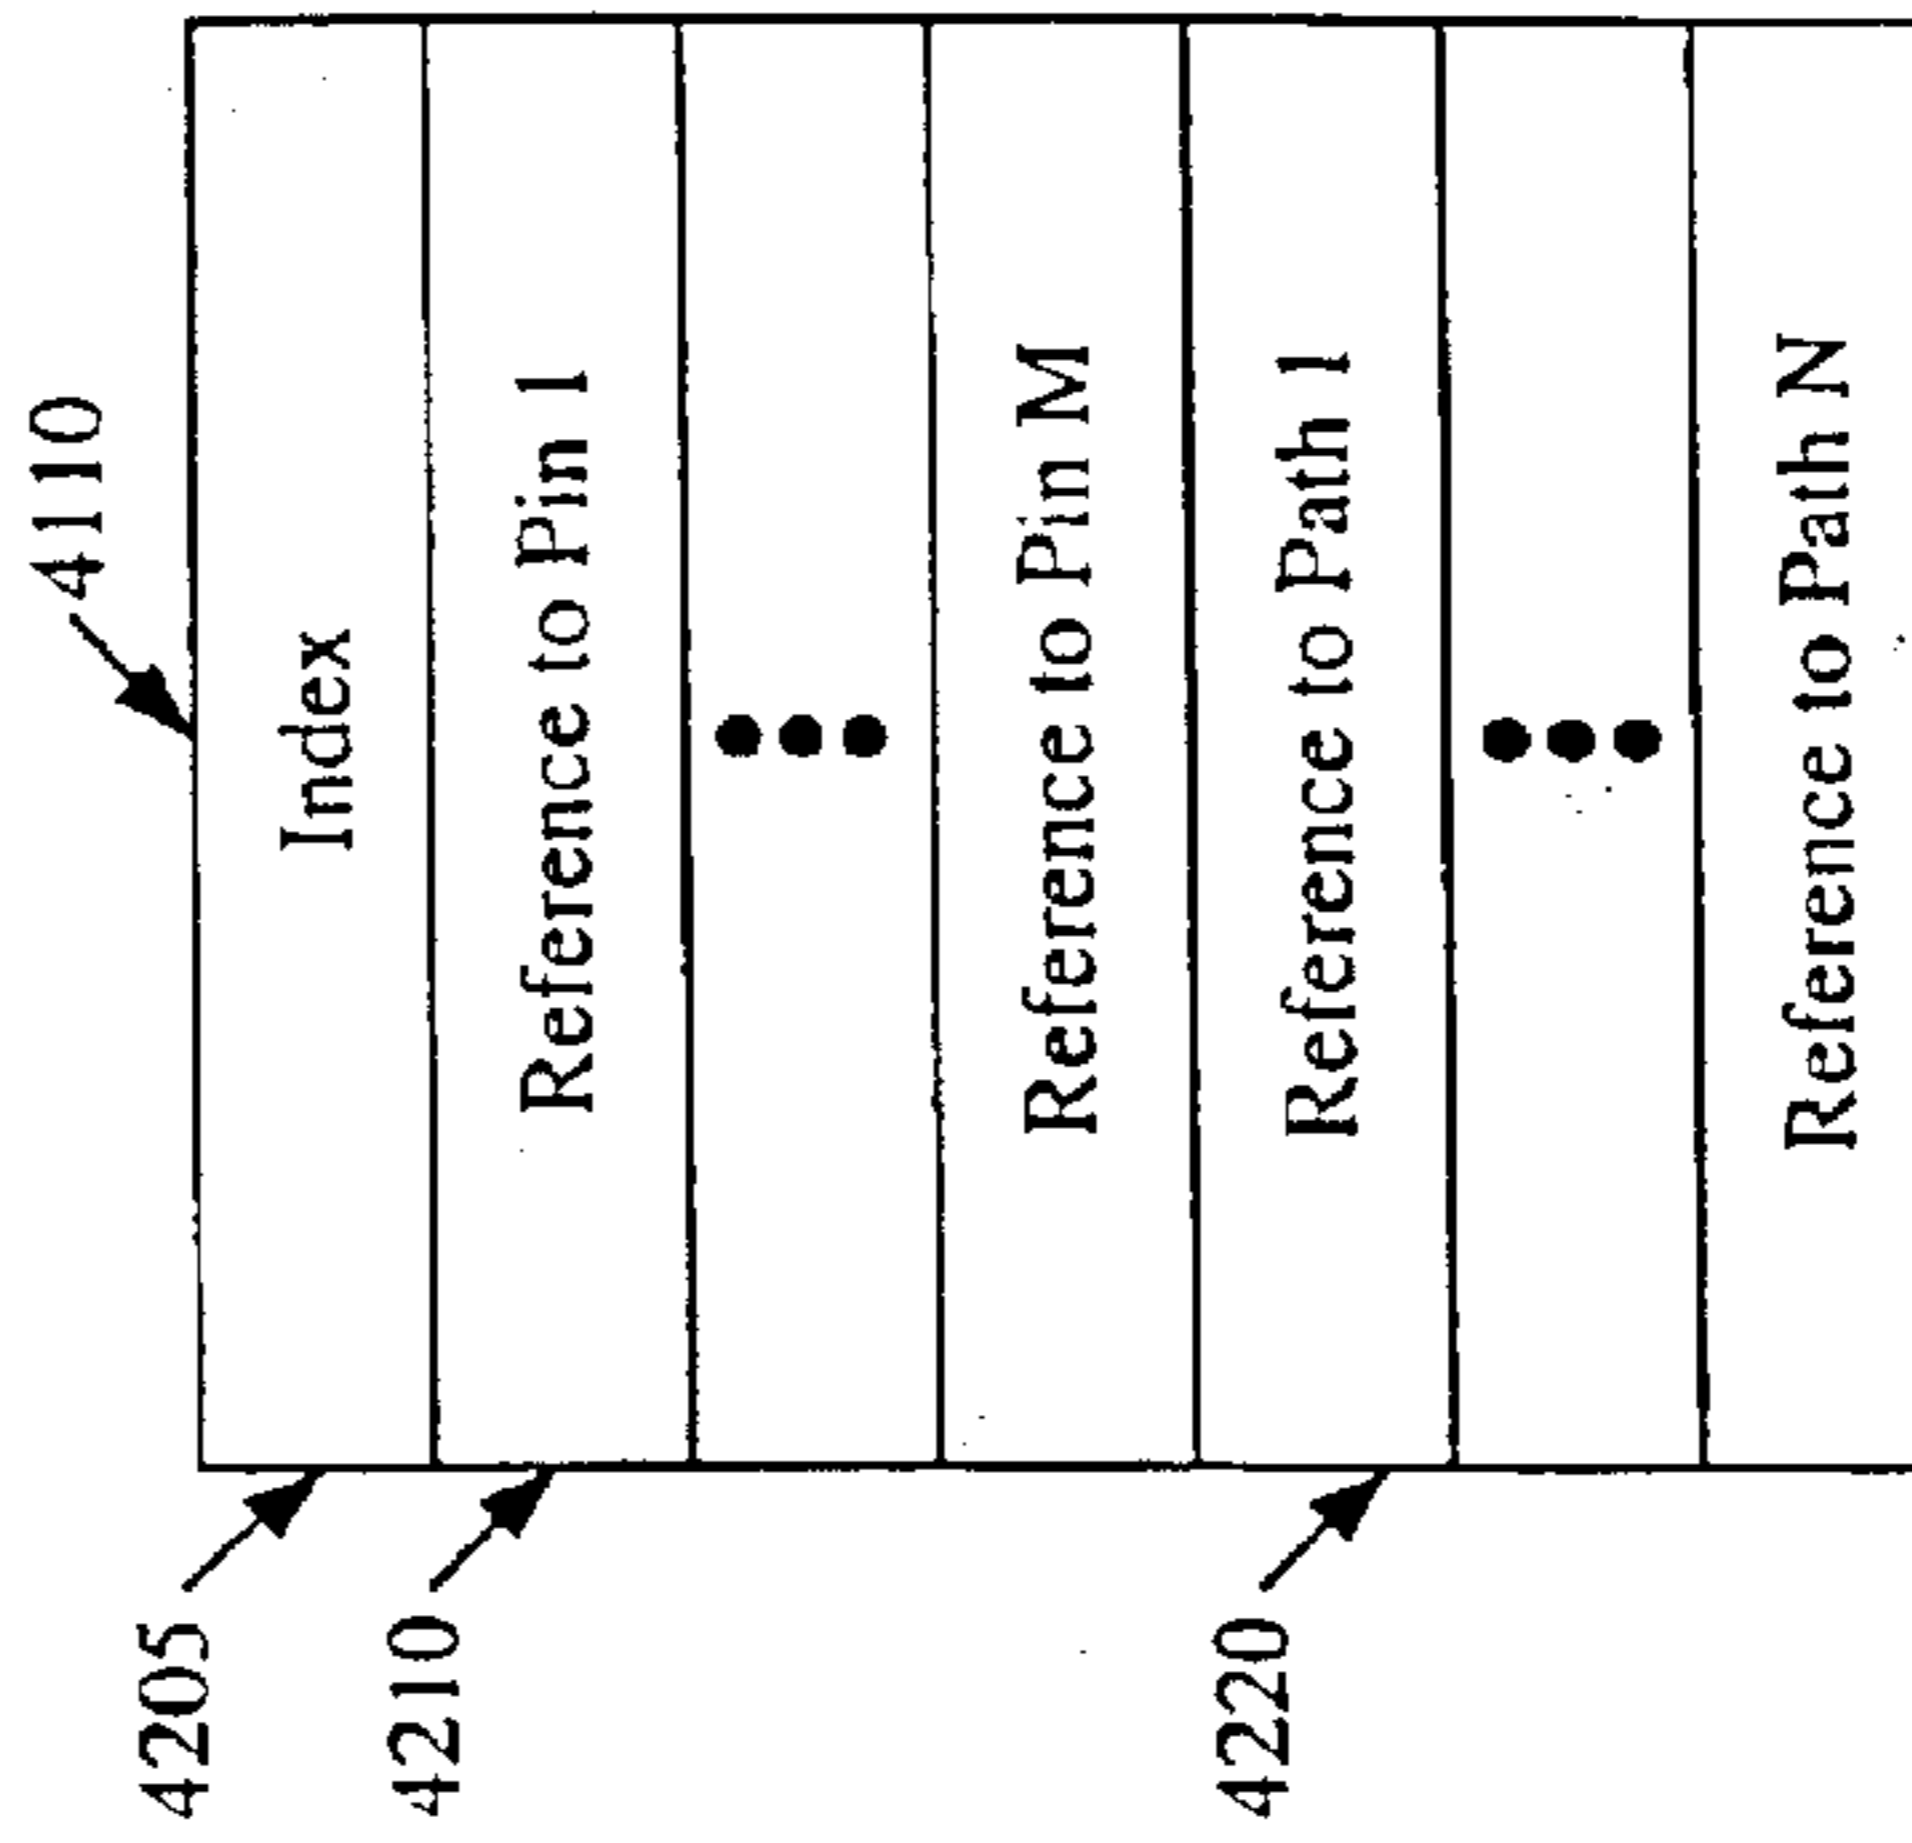 4110
4205
Index
4210
Reference to Pin 1
Reference to Pin M
4220
Reference to Path 1
Reference to Path N